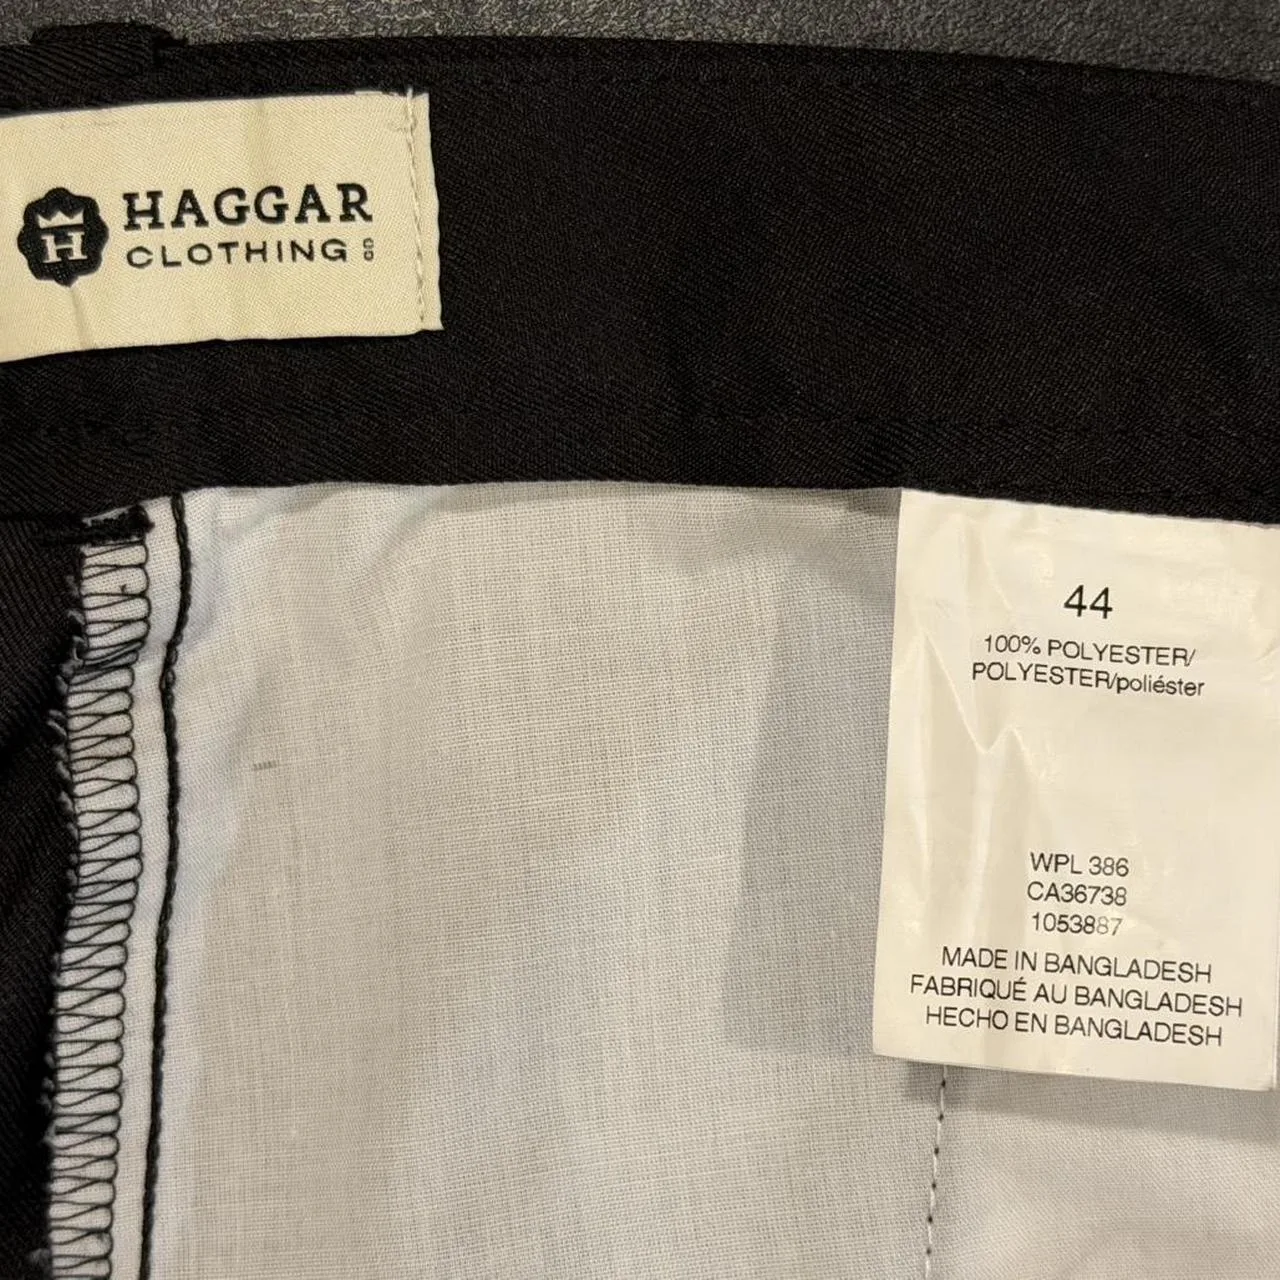 H
HAGGAR
CLOTHING CO
44
100% POLYESTER/
POLYESTER/poliéster
WPL 386
CA36738
1053887
MADE IN BANGLADESH
FABRIQUÉ AU BANGLADESH
HECHO EN BANGLADESH